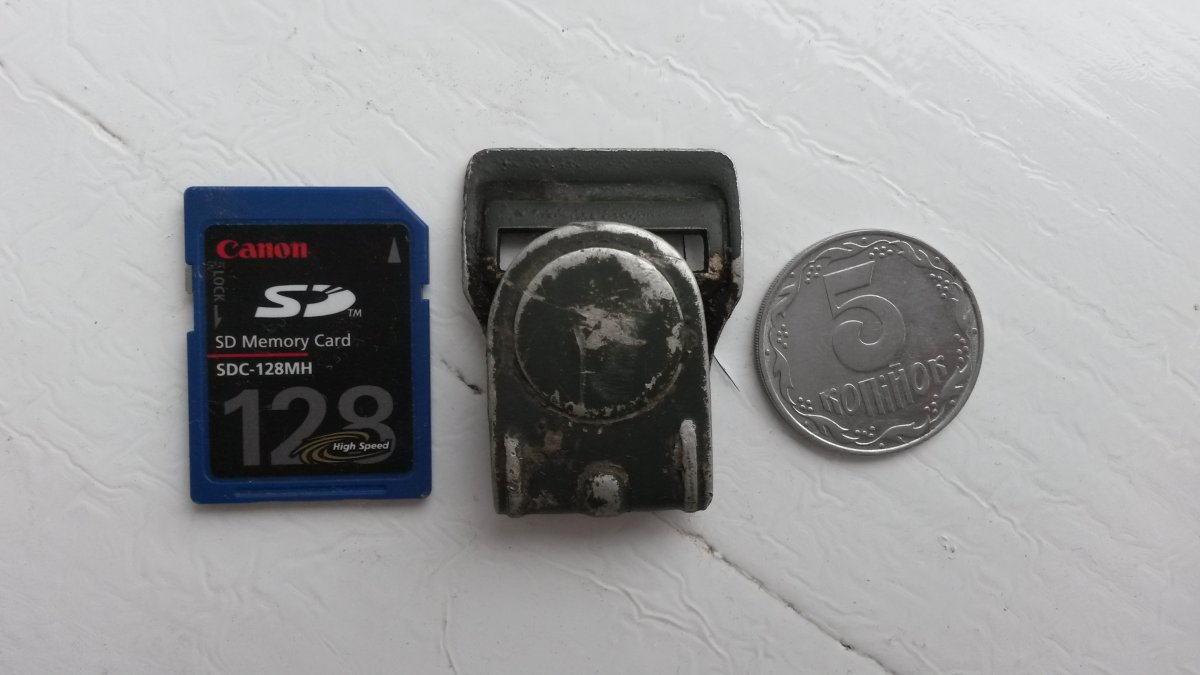 Canon
LOCK
SD
TM
SD Memory Card
SDC-128MH
128
High Speed
5
КОПІЙОК